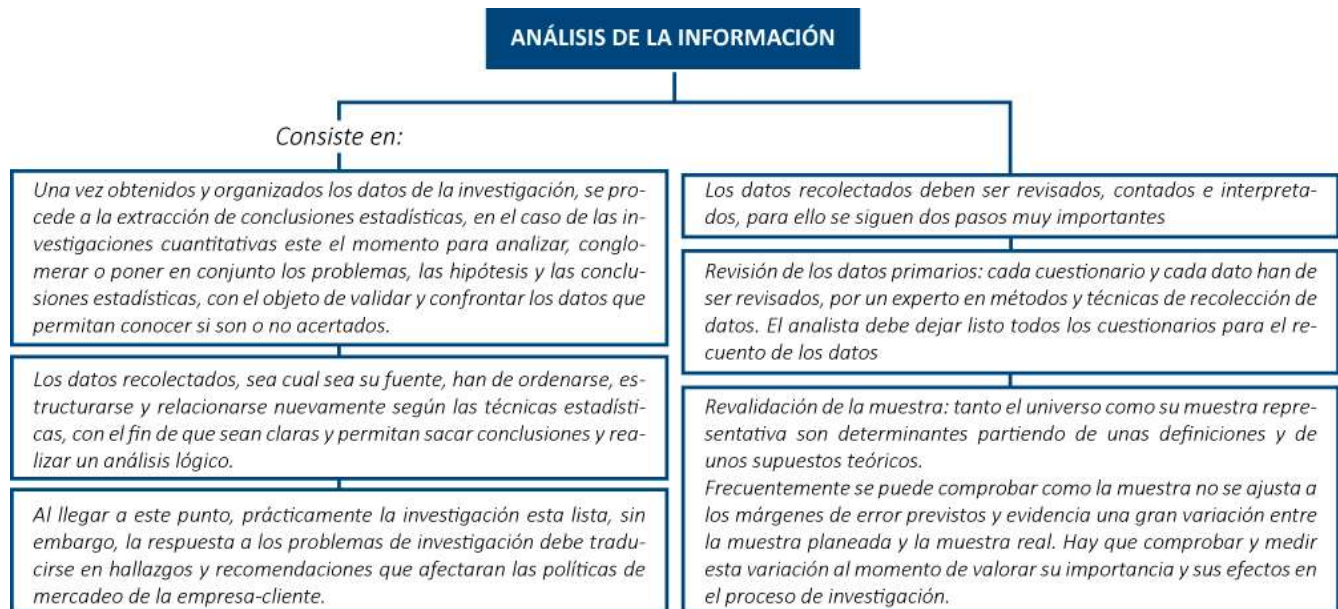 ANÁLISIS DE LA INFORMACIÓN
Consiste en:
Una vez obtenidos y organizados los datos de la investigación, se pro-
cede a la extracción de conclusiones estadísticas, en el caso de las in-
vestigaciones cuantitativas este el momento para analizar, conglo-
merar o poner en conjunto los problemas, las hipótesis y las conclu-
siones estadísticas, con el objeto de validar y confrontar los datos que
permitan conocer si son o no acertados.
Los datos recolectados, sea cual sea su fuente, han de ordenarse, es-
tructurarse y relacionarse nuevamente según las técnicas estadísti-
cas, con el fin de que sean claras y permitan sacar conclusiones y rea-
lizar un análisis lógico.
Al llegar a este punto, prácticamente la investigación esta lista, sin
embargo, la respuesta a los problemas de investigación debe tradu-
cirse en hallazgos y recomendaciones que afectaran las políticas de
mercadeo de la empresa-cliente.
Los datos recolectados deben ser revisados, contados e interpreta-
dos, para ello se siguen dos pasos muy importantes
Revisión de los datos primarios: cada cuestionario y cada dato han de
ser revisados, por un experto en métodos y técnicas de recolección de
datos. El analista debe dejar listo todos los cuestionarios para el re-
cuento de los datos
Revalidación de la muestra: tanto el universo como su muestra repre-
sentativa son determinantes partiendo de unas definiciones y de
unos supuestos teóricos.
Frecuentemente se puede comprobar como la muestra no se ajusta a
los márgenes de error previstos y evidencia una gran variación entre
la muestra planeada y la muestra real. Hay que comprobar y medir
esta variación al momento de valorar su importancia y sus efectos en
el proceso de investigación.